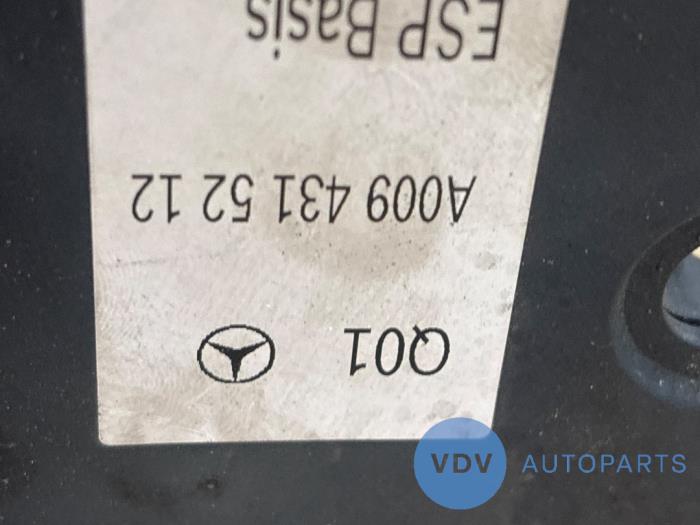 Q01
A009 431 52 12
ESP Basis
VDV AUTOPARTS